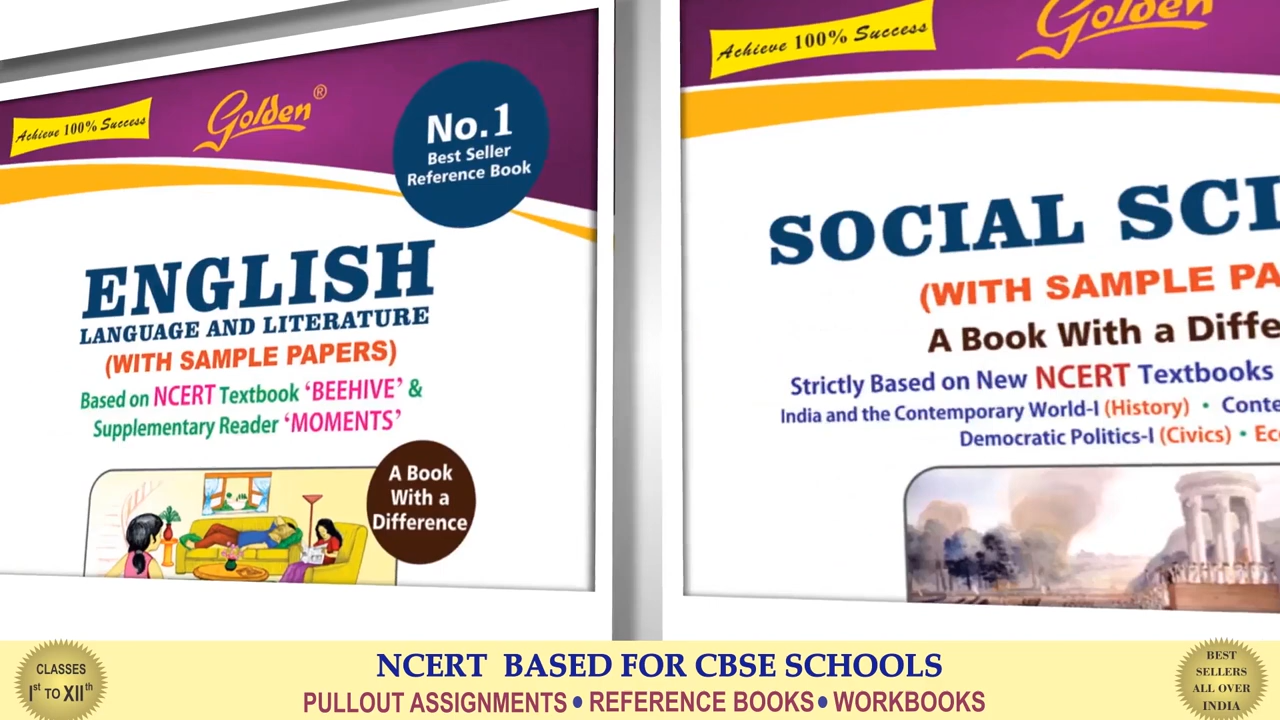 Achieve 100% Success
Golden®
No.1
Best Seller
Reference Book
ENGLISH
LANGUAGE AND LITERATURE
(WITH SAMPLE PAPERS)
Based on NCERT Textbook ‘BEEHIVE’ &
Supplementary Reader ‘MOMENTS’
A Book
With a
Difference
Achieve 100% Success
Golden
SOCIAL SCI
(WITH SAMPLE PA
A Book With a Diffe
Strictly Based on New NCERT Textbooks
India and the Contemporary World-I (History) • Conte
Democratic Politics-I (Civics) • Ec
CLASSES
Ist TO XIIth
NCERT BASED FOR CBSE SCHOOLS
PULLOUT ASSIGNMENTS • REFERENCE BOOKS • WORKBOOKS
BEST
SELLERS
ALL OVER
INDIA